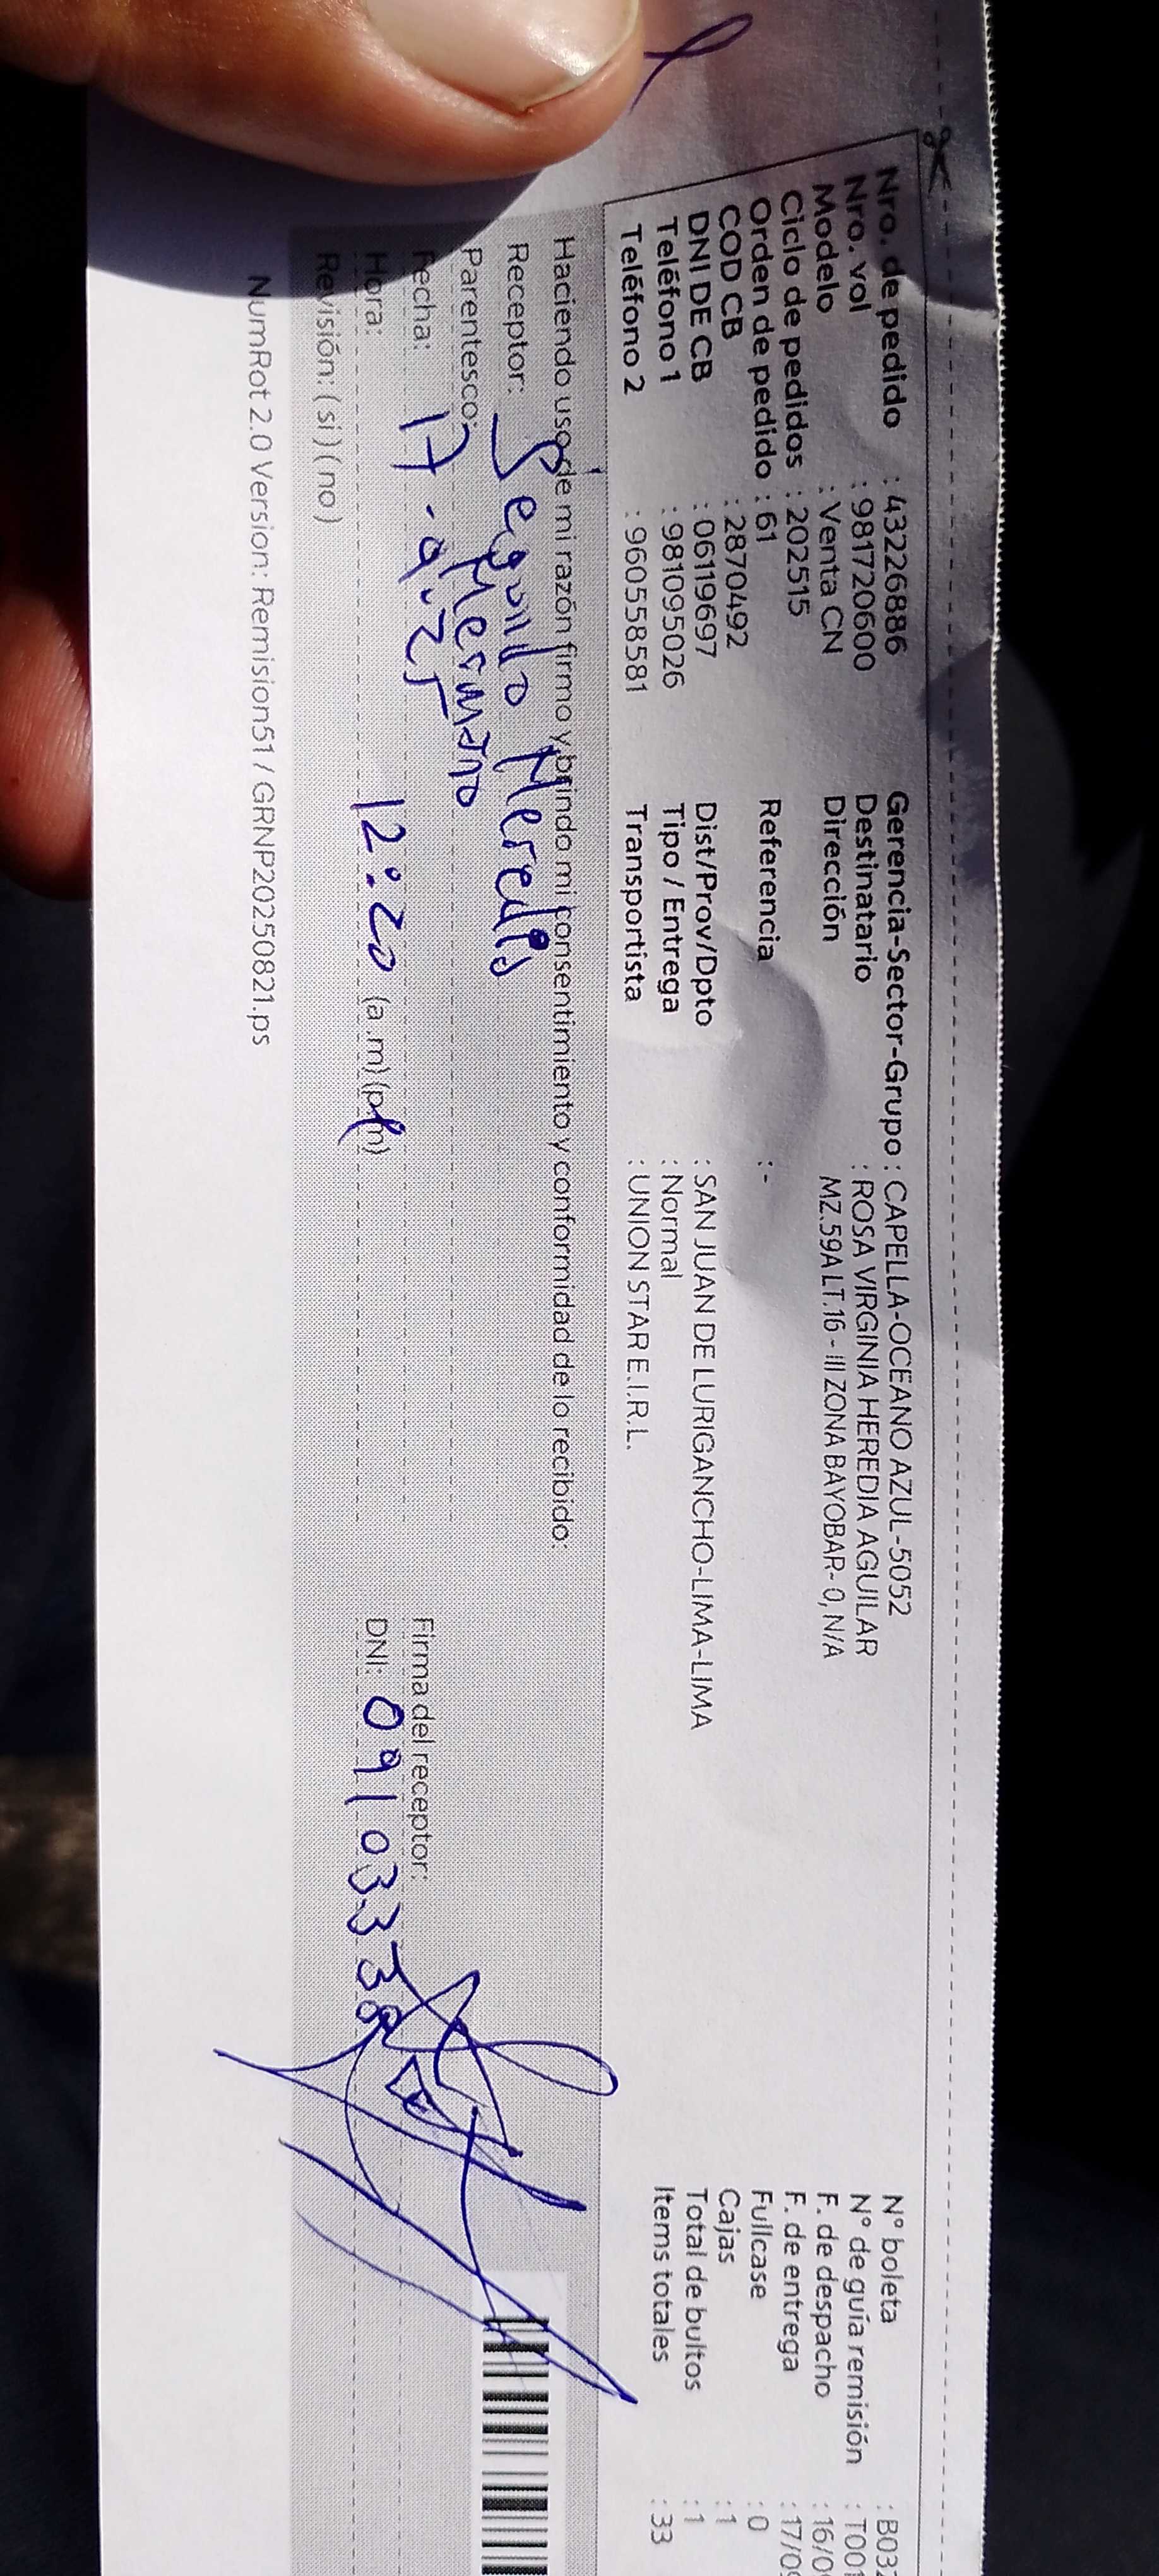 Nro. de pedido : 43226886
Nro. vol : 981720600
Modelo : Venta CN
Ciclo de pedidos : 202515
Orden de pedido : 61
COD CB : 2870492
DNI DE CB : 06119697
Teléfono 1 : 981095026
Teléfono 2 : 960558581
Gerencia-Sector-Grupo : CAPELLA-OCEANO AZUL-5052
Destinatario : ROSA VIRGINIA HEREDIA AGUILAR
Dirección MZ.59A LT.16 - III ZONA BAYOBAR- 0, N/A
Referencia : -
Dist/Prov/Dpto : SAN JUAN DE LURIGANCHO-LIMA-LIMA
Tipo / Entrega : Normal
Transportista : UNION STAR E.I.R.L.
N° boleta : B03
N° de guía remisión : T001
F. de despacho : 16/0
F. de entrega : 17/0
Fullcase : 0
Cajas : 1
Total de bultos : 1
Items totales : 33
Haciendo uso de mi razón firmo y brindo mi consentimiento y conformidad de lo recibido:
Receptor: Segundo Heredia
Parentesco: Hermano
Fecha: 17-9-25
Hora: 12:20 (a.m) (p.m)
Revisión: ( si ) ( no )
Firma del receptor:
DNI: 09103338
NumRot 2.0 Version: Remision51 / GRNP20250821.ps